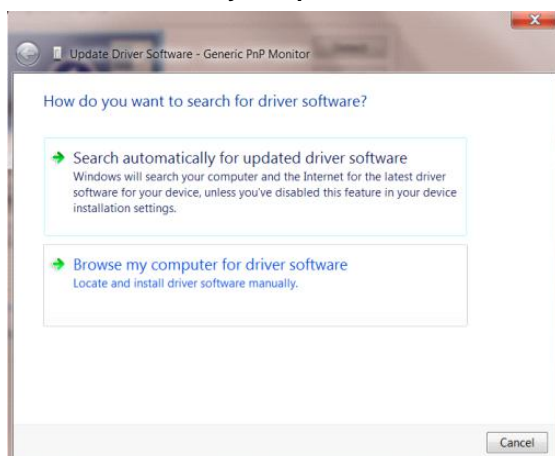 Update Driver Software - Generic PnP Monitor
How do you want to search for driver software?
Search automatically for updated driver software
Windows will search your computer and the Internet for the latest driver
software for your device, unless you've disabled this feature in your device
installation settings.
Browse my computer for driver software
Locate and install driver software manually.
Cancel